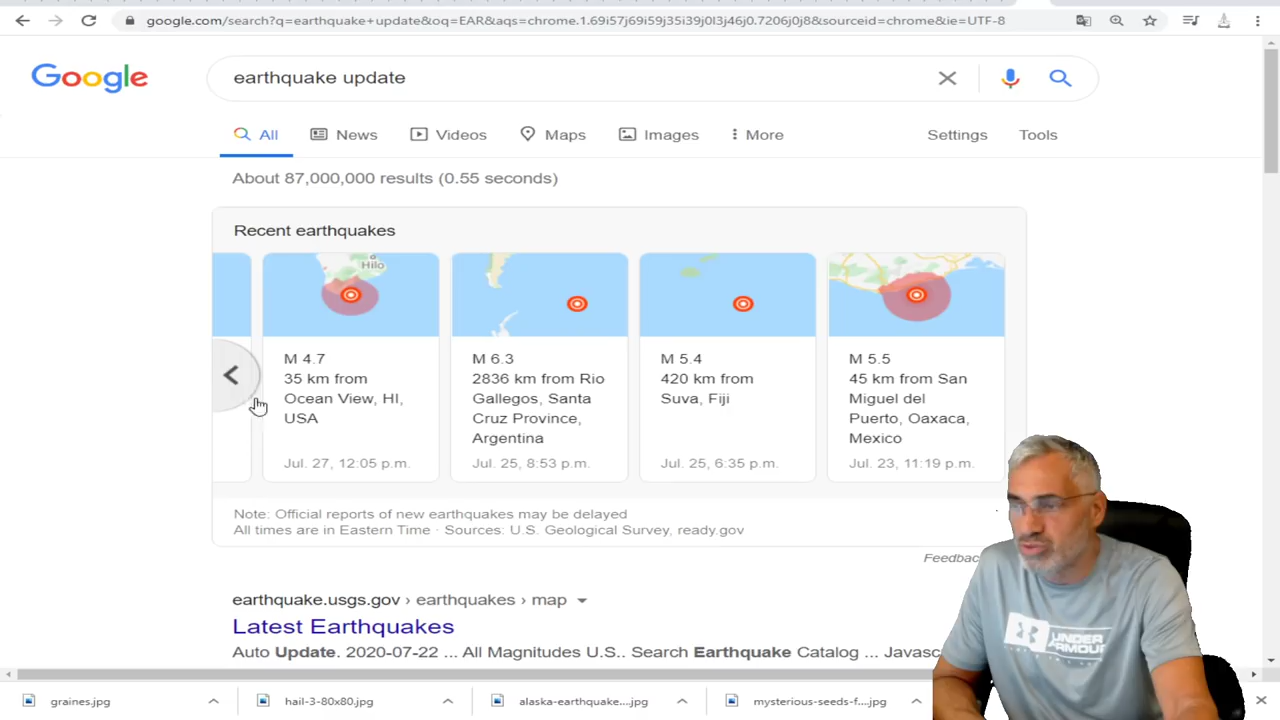 google.com/search?q=earthquake+update&oq=EAR&aqs=chrome.1.69i57j69i59j35i39j0l3j46j0.7206j0j8&sourceid=chrome&ie=UTF-8
Google
earthquake update
All
News
Videos
Maps
Images
More
Settings
Tools
About 87,000,000 results (0.55 seconds)
Recent earthquakes
Hilo
M 4.7
35 km from
Ocean View, HI,
USA
Jul. 27, 12:05 p.m.
M 6.3
2836 km from Rio
Gallegos, Santa
Cruz Province,
Argentina
Jul. 25, 8:53 p.m.
M 5.4
420 km from
Suva, Fiji
Jul. 25, 6:35 p.m.
M 5.5
45 km from San
Miguel del
Puerto, Oaxaca,
Mexico
Jul. 23, 11:19 p.m.
Note: Official reports of new earthquakes may be delayed
All times are in Eastern Time · Sources: U.S. Geological Survey, ready.gov
Feedbac
earthquake.usgs.gov › earthquakes › map
Latest Earthquakes
Auto Update. 2020-07-22 ... All Magnitudes U.S.. Search Earthquake Catalog ... Javasc
UNDER ARMOUR
graines.jpg
hail-3-80x80.jpg
alaska-earthquake....jpg
mysterious-seeds-f....jpg